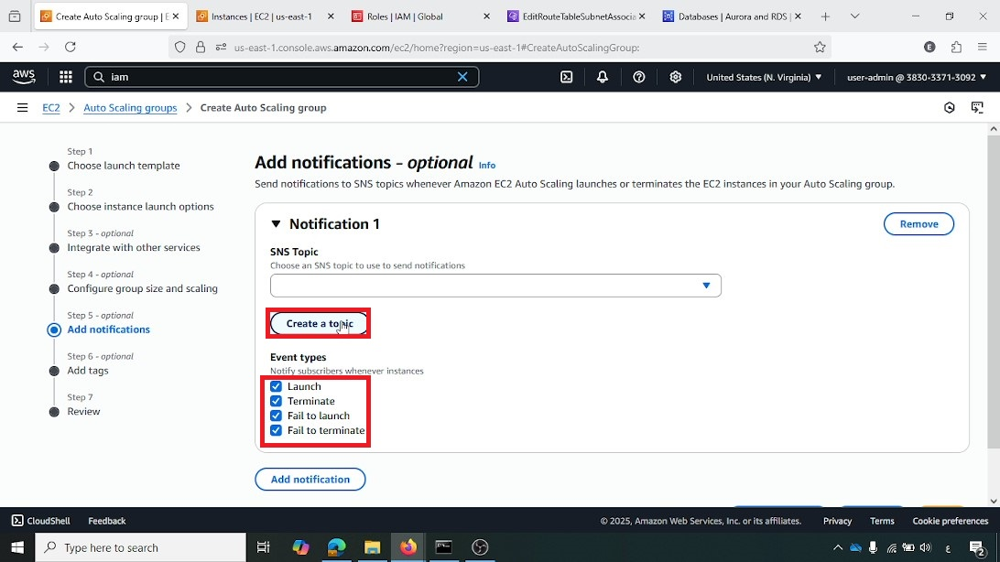 Create Auto Scaling group | E
Instances | EC2 | us-east-1
Roles | IAM | Global
EditRouteTableSubnetAssocia
Databases | Aurora and RDS |
us-east-1.console.aws.amazon.com/ec2/home?region=us-east-1#CreateAutoScalingGroup:
E
aws
iam
United States (N. Virginia)
user-admin @ 3830-3371-3092
EC2
Auto Scaling groups
Create Auto Scaling group
Step 1
Choose launch template
Step 2
Choose instance launch options
Step 3 - optional
Integrate with other services
Step 4 - optional
Configure group size and scaling
Step 5 - optional
Add notifications
Step 6 - optional
Add tags
Step 7
Review
Add notifications - optional Info
Send notifications to SNS topics whenever Amazon EC2 Auto Scaling launches or terminates the EC2 instances in your Auto Scaling group.
Notification 1
Remove
SNS Topic
Choose an SNS topic to use to send notifications
Create a topic
Event types
Notify subscribers whenever instances
Launch
Terminate
Fail to launch
Fail to terminate
Add notification
CloudShell
Feedback
© 2025, Amazon Web Services, Inc. or its affiliates.
Privacy
Terms
Cookie preferences
Type here to search
ع
2